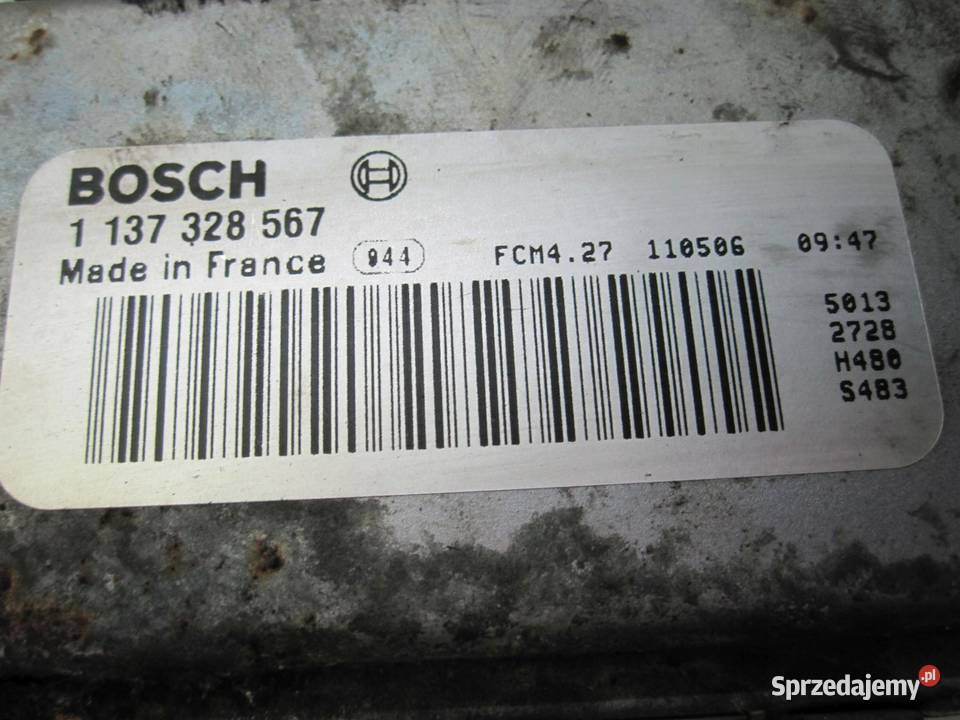 BOSCH
1 137 328 567
Made in France 944 FCM4.27 110506 09:47
5013
2728
H480
S483
Sprzedajemy.pl